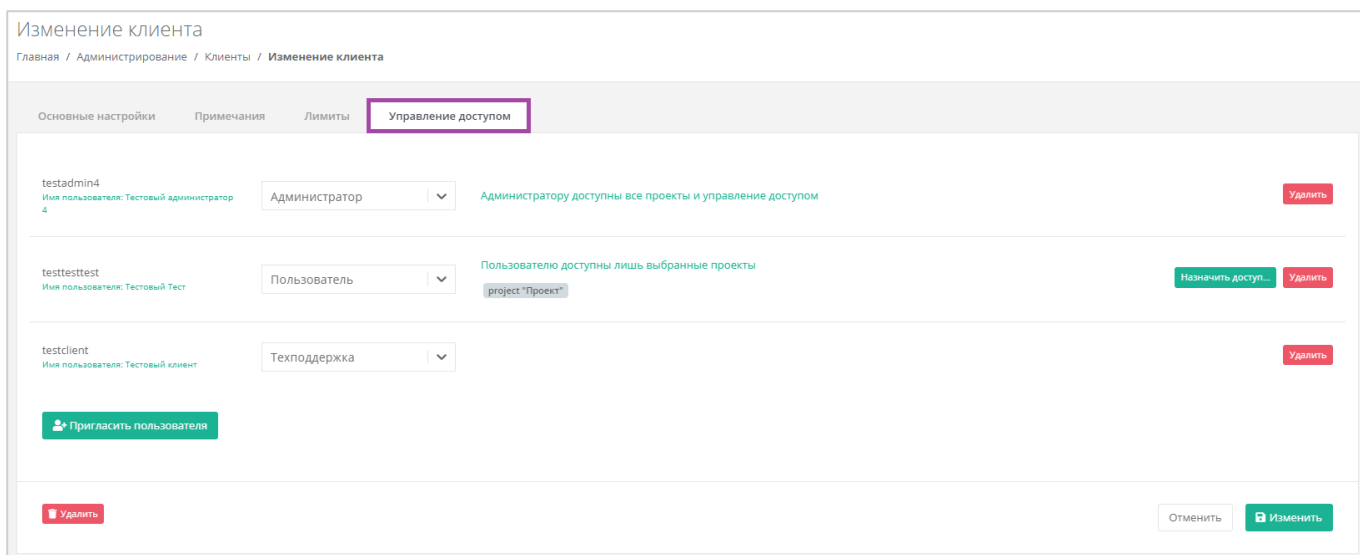 Изменение клиента
Главная / Администрирование / Клиенты / Изменение клиента
Основные настройки Примечания Лимиты Управление доступом
testadmin4
Имя пользователя: Тестовый администратор
4
Администратор
Администратору доступны все проекты и управление доступом
Удалить
testtesttest
Имя пользователя: Тестовый Тест
Пользователь
Пользователю доступны лишь выбранные проекты
project "Проект"
Назначить доступ...
Удалить
testclient
Имя пользователя: Тестовый клиент
Техподдержка
Удалить
Пригласить пользователя
Удалить
Отменить
Изменить